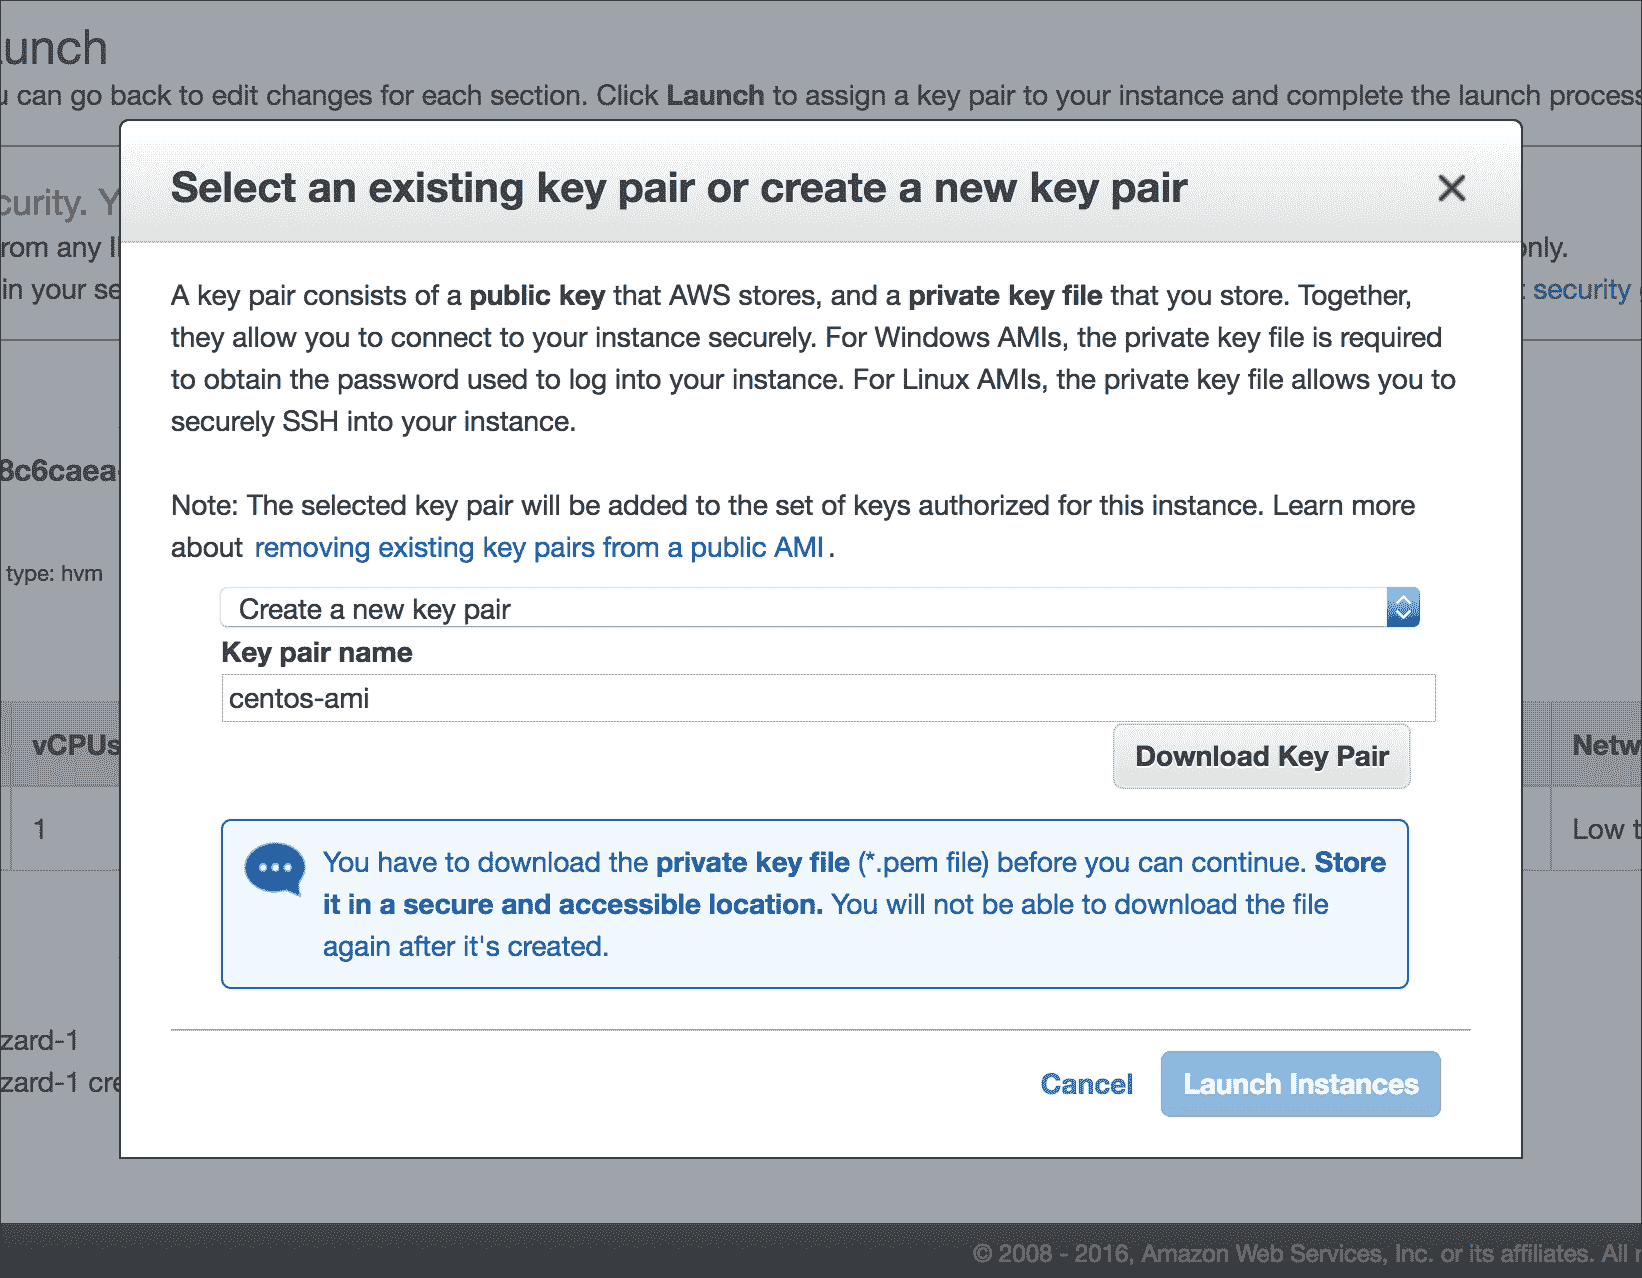 unch
can go back to edit changes for each section. Click Launch to assign a key pair to your instance and complete the launch process
Select an existing key pair or create a new key pair
curity. Y
rom any I
only.
in your se
security
A key pair consists of a public key that AWS stores, and a private key file that you store. Together,
they allow you to connect to your instance securely. For Windows AMIs, the private key file is required
to obtain the password used to log into your instance. For Linux AMIs, the private key file allows you to
securely SSH into your instance.
8c6caea
Note: The selected key pair will be added to the set of keys authorized for this instance. Learn more
about removing existing key pairs from a public AMI.
type: hvm
Create a new key pair
Key pair name
centos-ami
vCPUs
Netw
Download Key Pair
1
Low t
You have to download the private key file (*.pem file) before you can continue. Store
it in a secure and accessible location. You will not be able to download the file
again after it's created.
zard-1
zard-1 cre
Cancel
Launch Instances
© 2008 - 2016, Amazon Web Services, Inc. or its affiliates. All